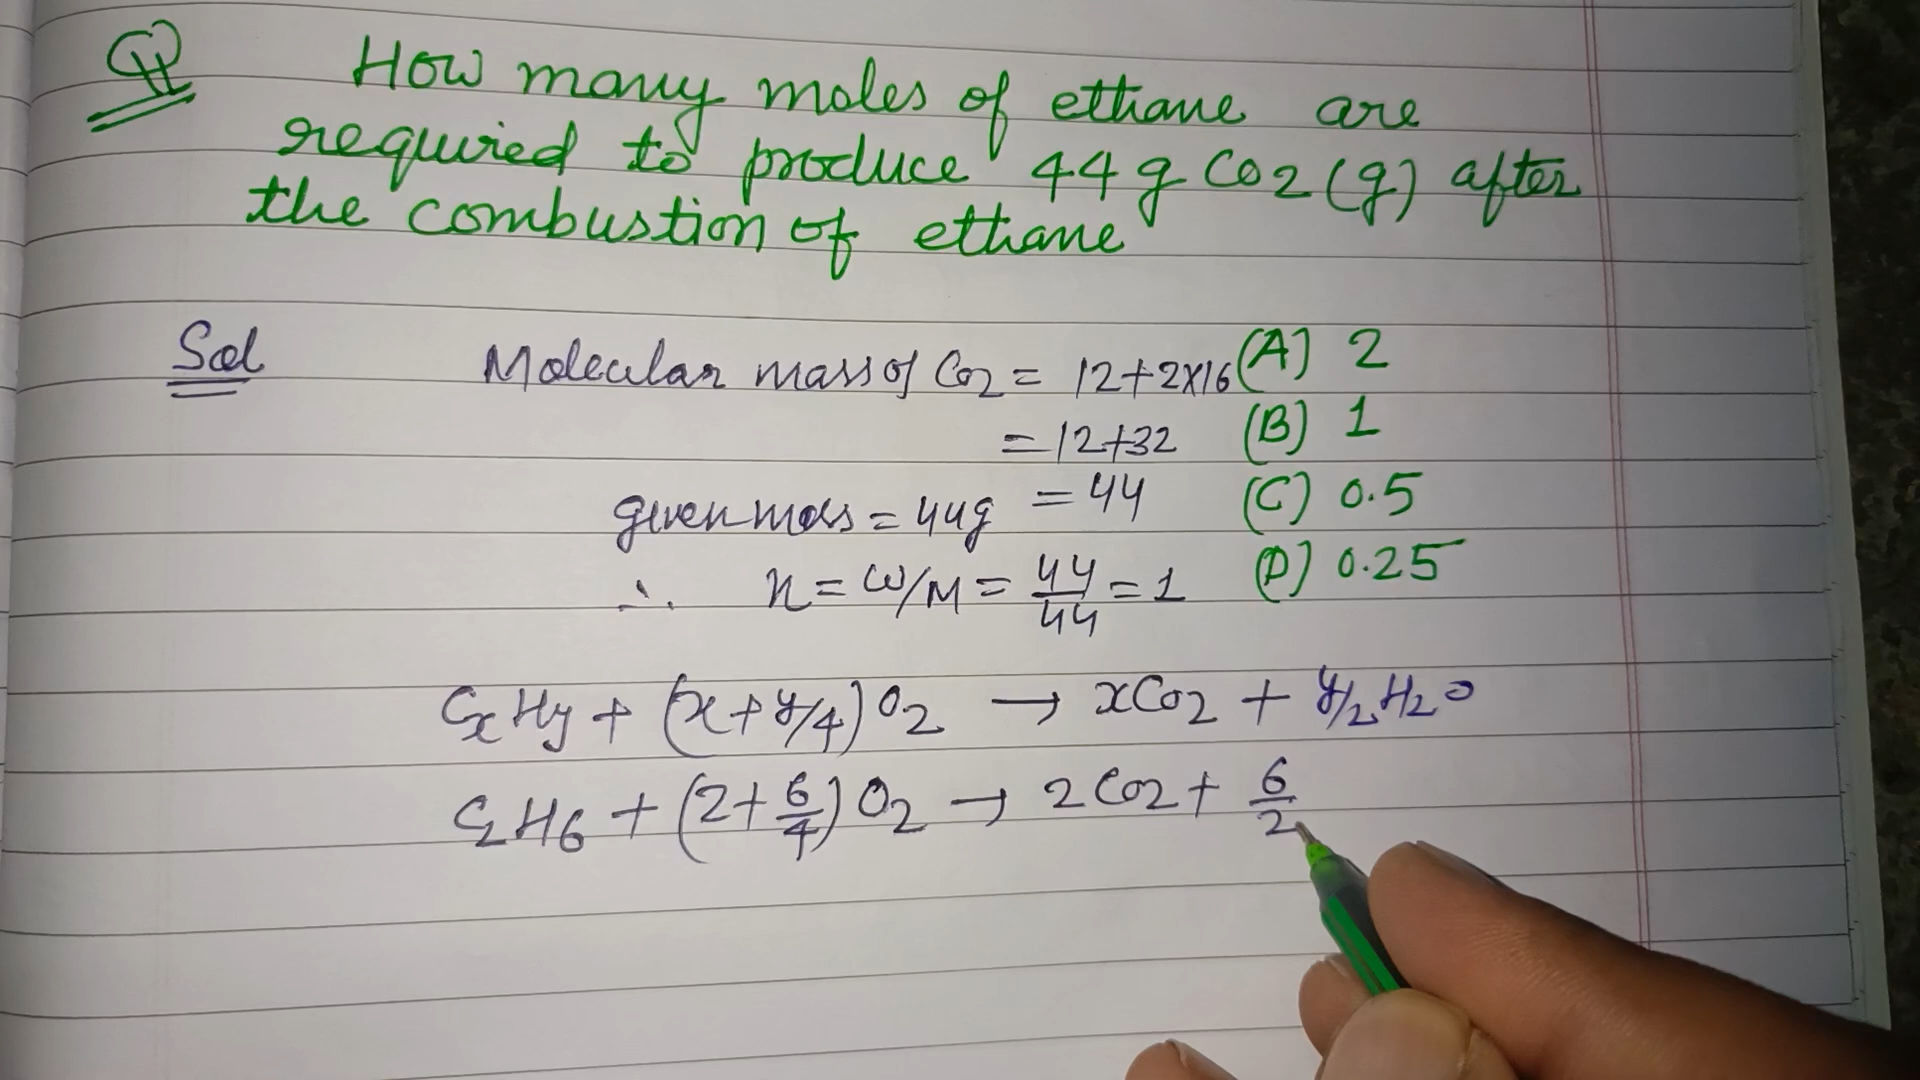 Q How many moles of ethane are
required to produce 44g CO2(g) after
the combustion of ethane
Sol Molecular mass of CO2 = 12+2×16 (A) 2
= 12+32 (B) 1
given mass = 44g = 44 (C) 0.5
∴ n = w/M = 44/44 = 1 (D) 0.25
CxHy + (x+y/4)O2 → xCO2 + y/2 H2O
C2H6 + (2+6/4)O2 → 2CO2 + 6/2